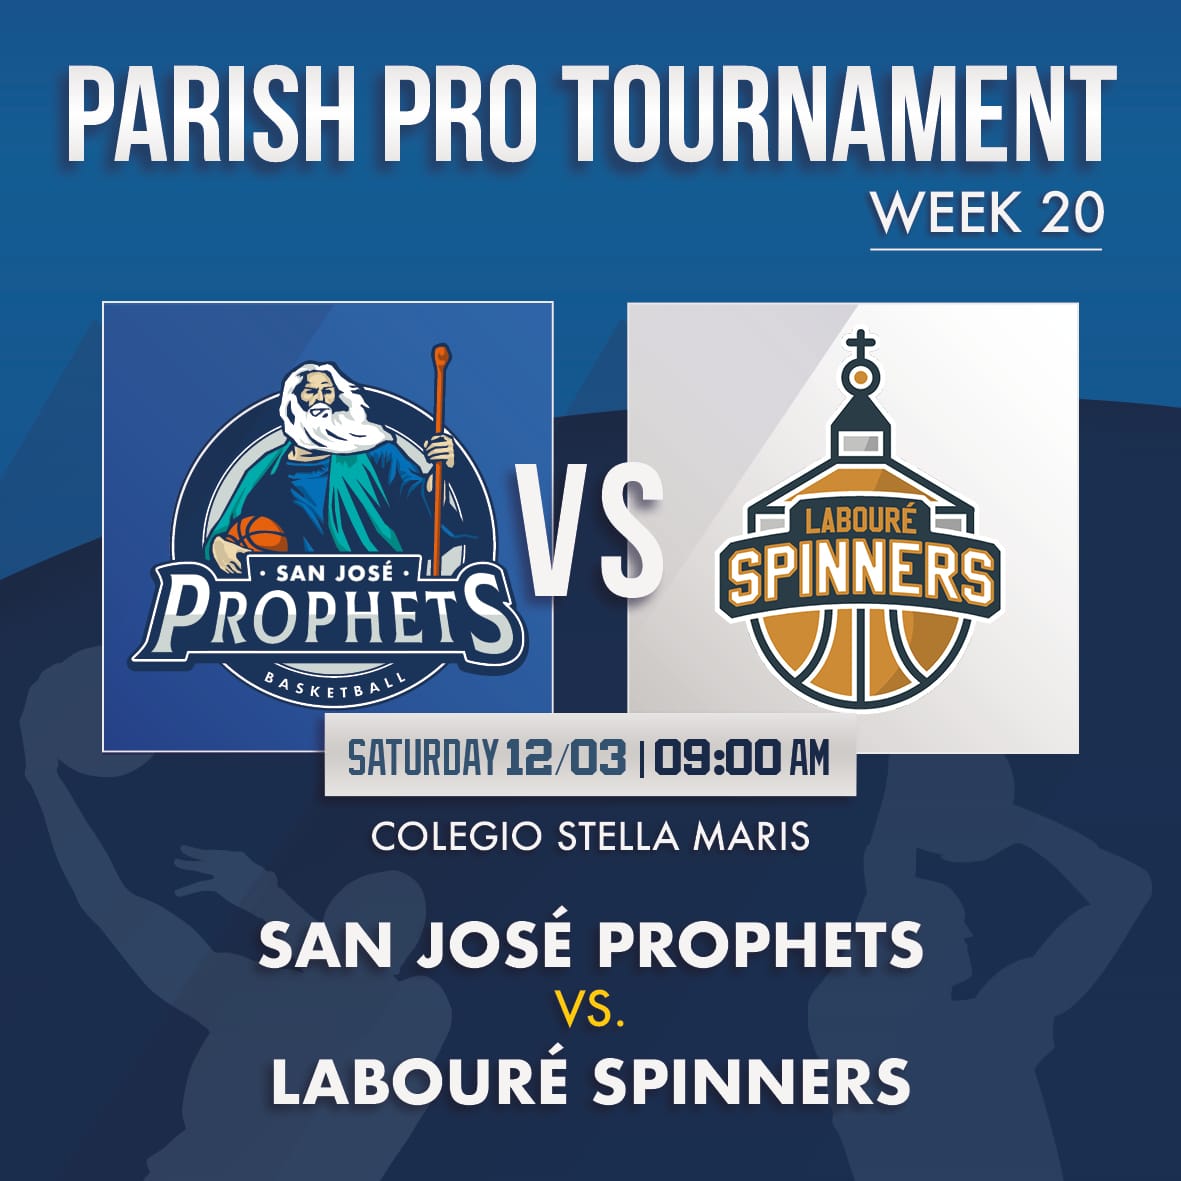 PARISH PRO TOURNAMENT
WEEK 20
· SAN JOSÉ ·
PROPHETS
BASKETBALL
VS
LABOURÉ
SPINNERS
SATURDAY 12/03 | 09:00 AM
COLEGIO STELLA MARIS
SAN JOSÉ PROPHETS
VS.
LABOURÉ SPINNERS